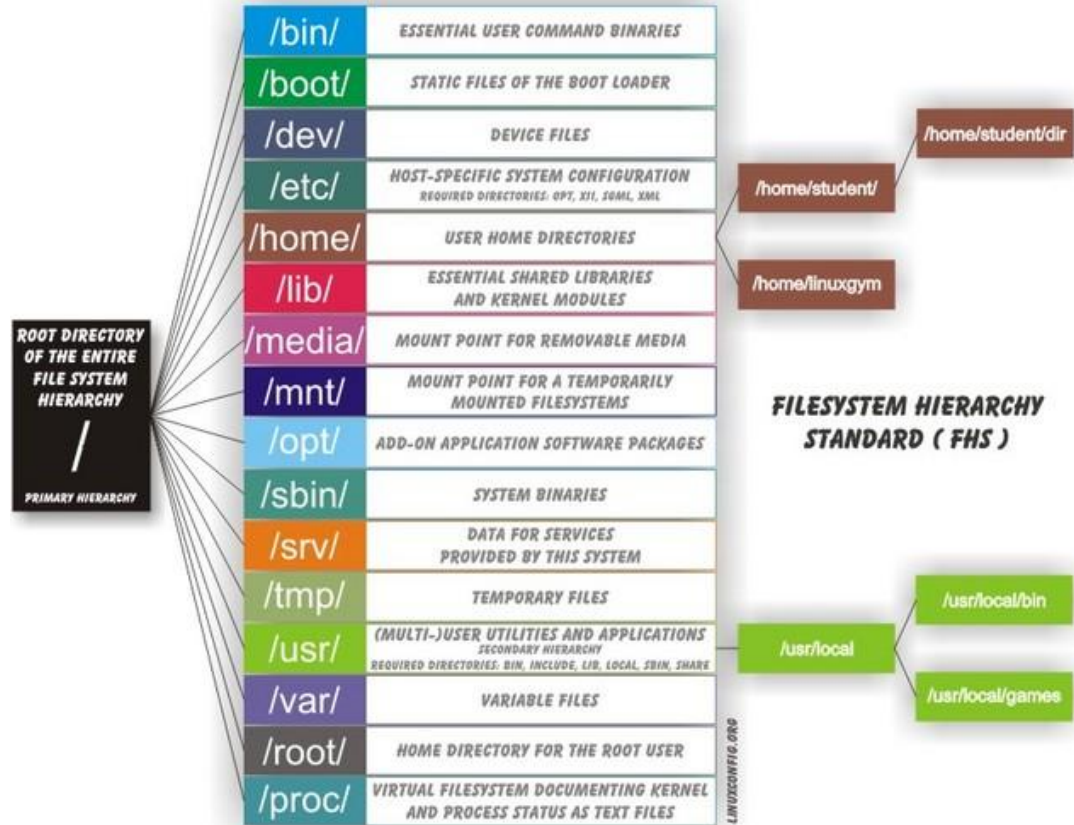 ROOT DIRECTORY
OF THE ENTIRE
FILE SYSTEM
HIERARCHY
/
PRIMARY HIERARCHY
/bin/
ESSENTIAL USER COMMAND BINARIES
/boot/
STATIC FILES OF THE BOOT LOADER
/dev/
DEVICE FILES
/etc/
HOST-SPECIFIC SYSTEM CONFIGURATION
REQUIRED DIRECTORIES: OPT, XII, SGML, XML
/home/
USER HOME DIRECTORIES
/lib/
ESSENTIAL SHARED LIBRARIES
AND KERNEL MODULES
/media/
MOUNT POINT FOR REMOVABLE MEDIA
/mnt/
MOUNT POINT FOR A TEMPORARILY
MOUNTED FILESYSTEMS
/opt/
ADD-ON APPLICATION SOFTWARE PACKAGES
/sbin/
SYSTEM BINARIES
/srv/
DATA FOR SERVICES
PROVIDED BY THIS SYSTEM
/tmp/
TEMPORARY FILES
/usr/
(MULTI-)USER UTILITIES AND APPLICATIONS
SECONDARY HIERARCHY
REQUIRED DIRECTORIES: BIN, INCLUDE, LIB, LOCAL, SBIN, SHARE
/var/
VARIABLE FILES
/root/
HOME DIRECTORY FOR THE ROOT USER
/proc/
VIRTUAL FILESYSTEM DOCUMENTING KERNEL
AND PROCESS STATUS AS TEXT FILES
/home/student/
/home/student/dir
/home/linuxgym
FILESYSTEM HIERARCHY
STANDARD ( FHS )
/usr/local
/usr/local/bin
/usr/local/games
LINUXCONFIG.ORG